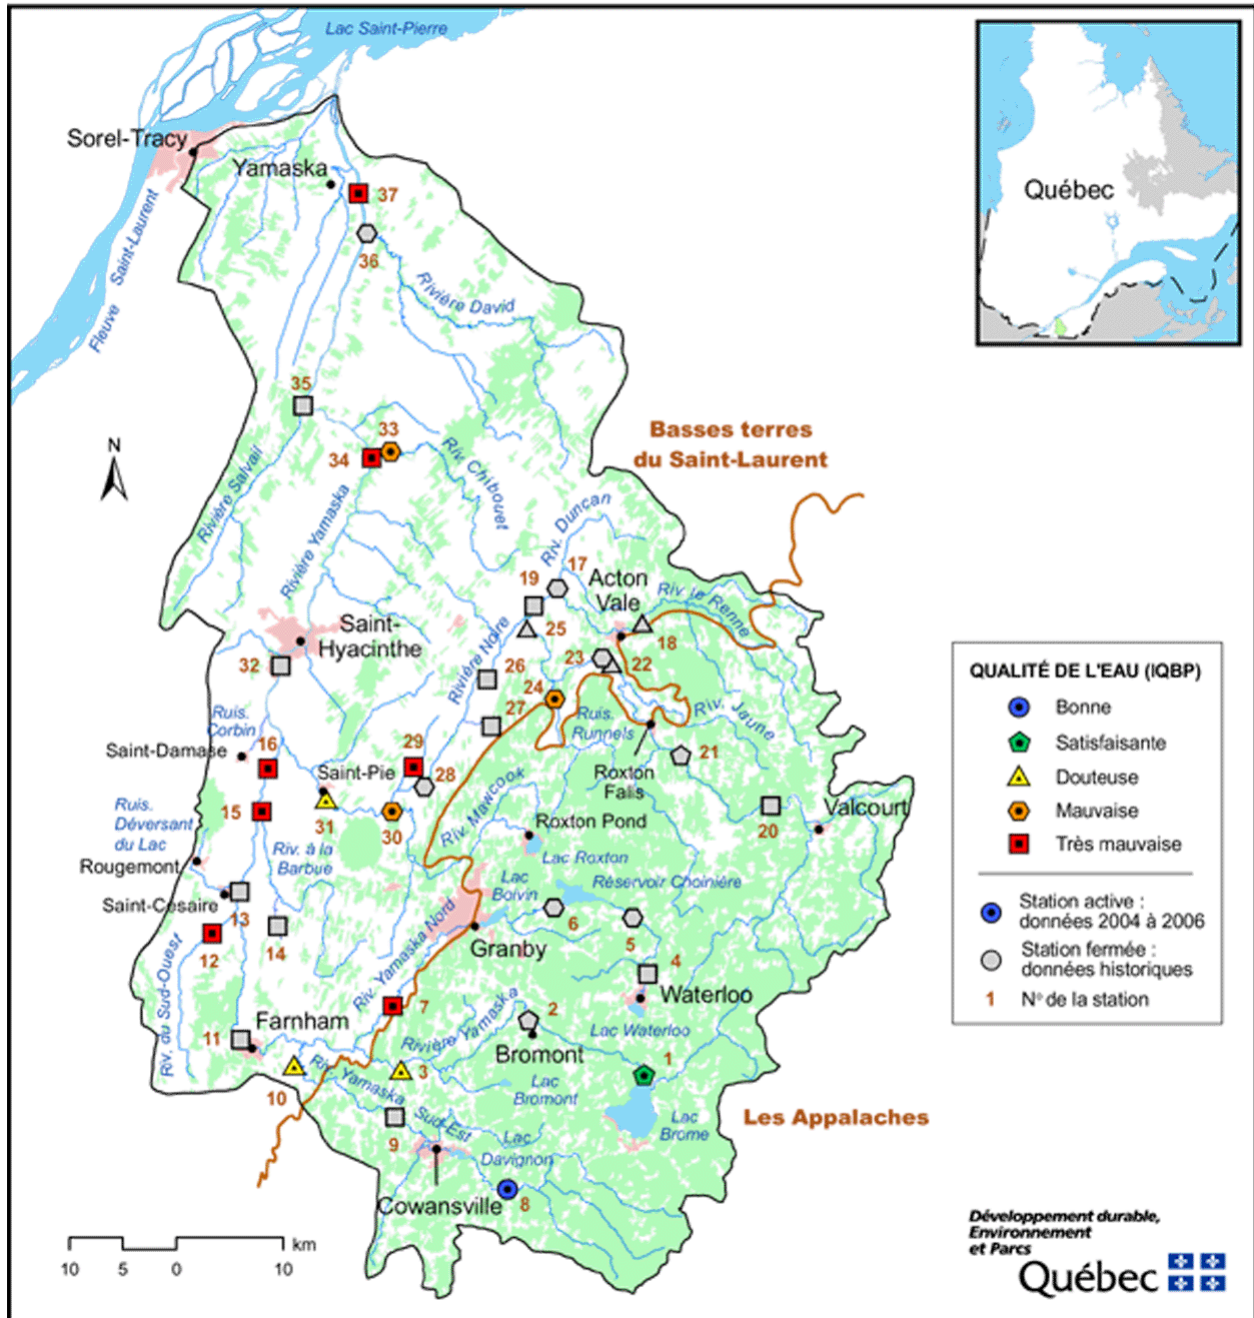 Lac Saint-Pierre
Sorel-Tracy
Yamaska
37
36
Fleuve Saint-Laurent
Rivière David
Québec
35
33
34
Basses terres
du Saint-Laurent
N
Rivière Salvail
Rivière Yamaska
Riv. Chibouet
Riv. Duncan
17
19
Acton
Vale
Riv. le Renne
18
25
Saint-
Hyacinthe
32
Rivière Noire
23
22
26
24
27
Ruis.
Runnels
Riv. Jaune
Ruis.
Corbin
Saint-Damase
16
29
Saint-Pie
28
21
Roxton
Falls
Riv. Mawcook
Ruis.
Déversant
du Lac
15
31
30
Roxton Pond
20
Valcourt
Riv. à la
Barbue
Rougemont
Lac Roxton
Lac
Boivin
Réservoir Choinière
Saint-Césaire
13
14
12
6
5
Granby
Riv. Yamaska Nord
4
Waterloo
Riv. du Sud-Ouest
7
Farnham
11
Rivière Yamaska
2
Lac Waterloo
Bromont
1
10
Riv. Yamaska Sud-Est
3
Lac
Bromont
Lac
Brome
Les Appalaches
9
Lac
Davignon
Cowansville
8
QUALITÉ DE L'EAU (IQBP)
Bonne
Satisfaisante
Douteuse
Mauvaise
Très mauvaise
Station active :
données 2004 à 2006
Station fermée :
données historiques
1 Nº de la station
km
10 5 0 10
Développement durable,
Environnement
et Parcs
Québec